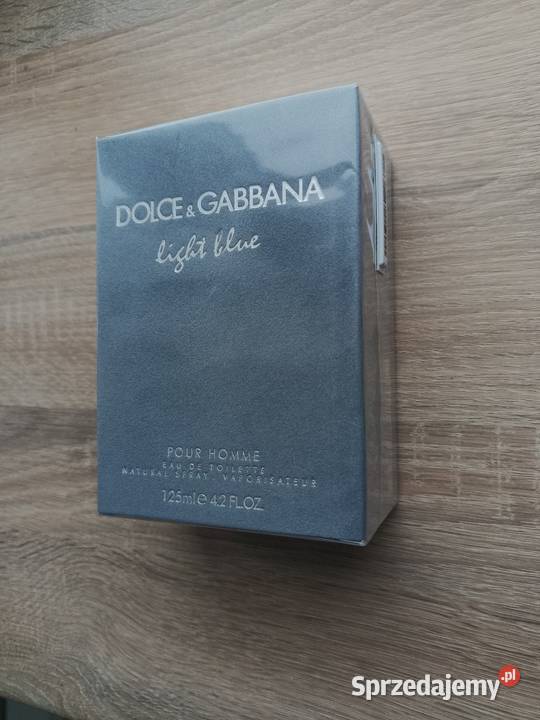 DOLCE & GABBANA
light blue
POUR HOMME
EAU DE TOILETTE
NATURAL SPRAY - VAPORISATEUR
125ml e 4.2 FL.OZ.
Sprzedajemy.pl